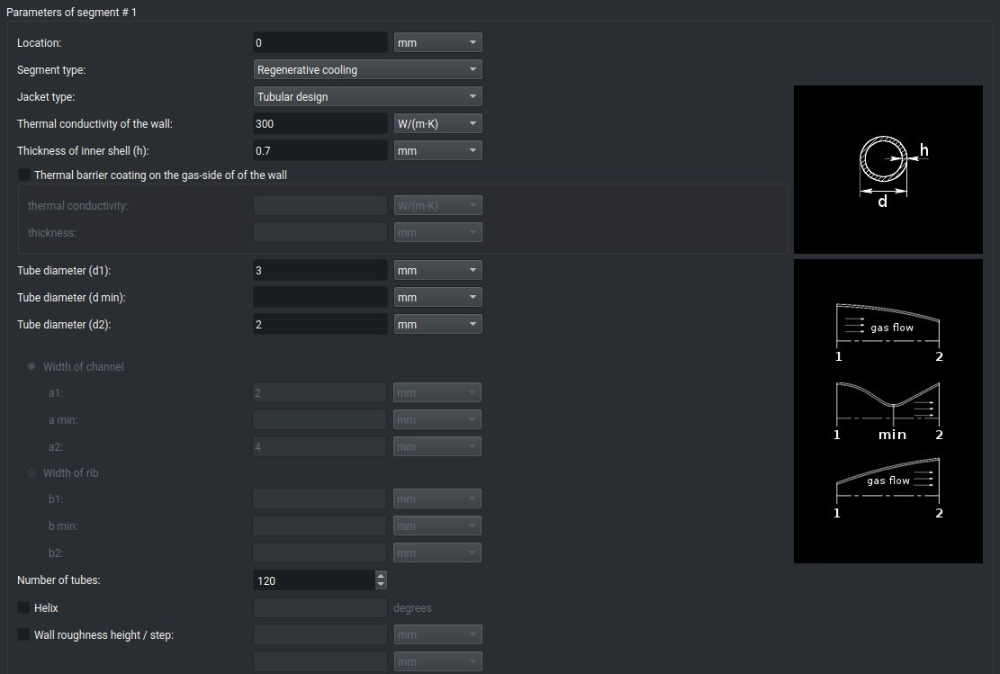 Parameters of segment # 1
Location: 0 mm
Segment type: Regenerative cooling
Jacket type: Tubular design
Thermal conductivity of the wall: 300 W/(m·K)
Thickness of inner shell (h): 0.7 mm
Thermal barrier coating on the gas-side of of the wall
thermal conductivity: W/(m·K)
thickness: mm
Tube diameter (d1): 3 mm
Tube diameter (d min): mm
Tube diameter (d2): 2 mm
Width of channel
a1: 2 mm
a min: mm
a2: 4 mm
Width of rib
b1: mm
b min: mm
b2: mm
Number of tubes: 120
Helix degrees
Wall roughness height / step: mm
mm
h
d
gas flow
1 2
1 min 2
gas flow
1 2